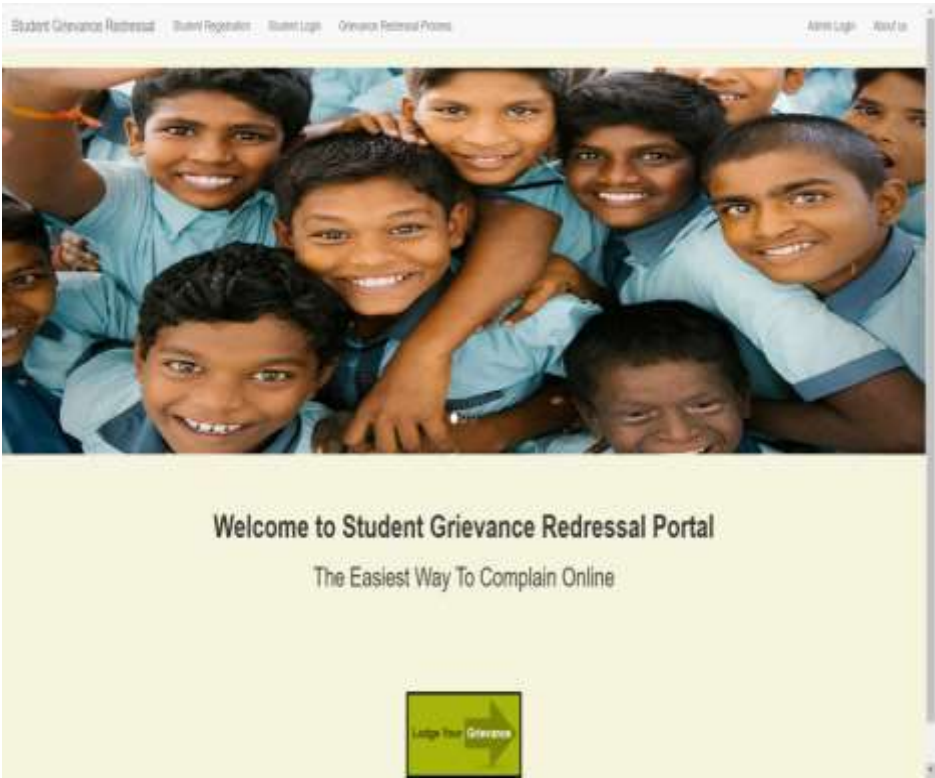 Student Grievance Redressal Student Registration Student Login Grievance Redressal Process Admin Login About us
Welcome to Student Grievance Redressal Portal
The Easiest Way To Complain Online
Lodge Your Grievance